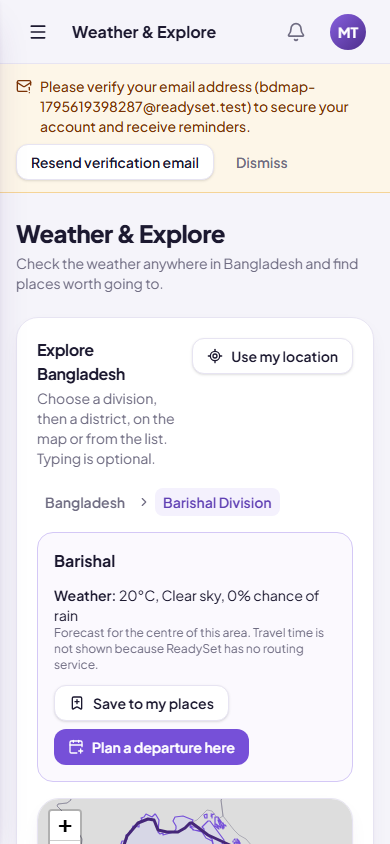 Weather & Explore
MT
Please verify your email address (bdmap-
1795619398287@readyset.test) to secure your
account and receive reminders.
Resend verification email
Dismiss
Weather & Explore
Check the weather anywhere in Bangladesh and find
places worth going to.
Explore
Bangladesh
Use my location
Choose a division,
then a district, on the
map or from the list.
Typing is optional.
Bangladesh > Barishal Division
Barishal
Weather: 20°C, Clear sky, 0% chance of
rain
Forecast for the centre of this area. Travel time is
not shown because ReadySet has no routing
service.
Save to my places
Plan a departure here
+